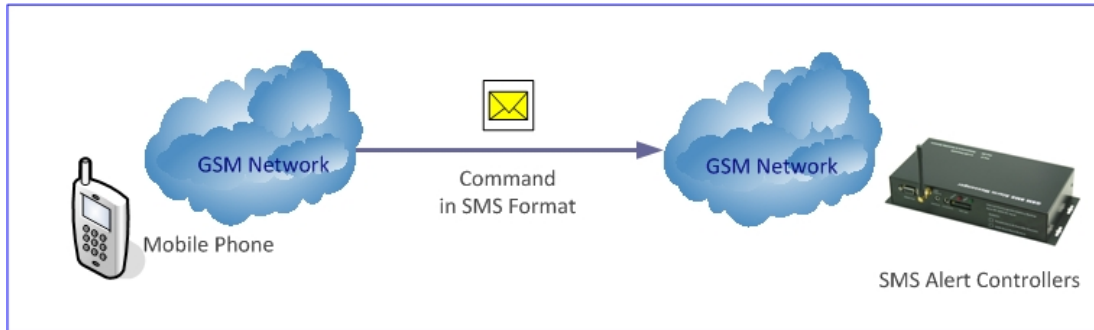 GSM Network
Command
in SMS Format
GSM Network
Mobile Phone
SMS Alert Controllers